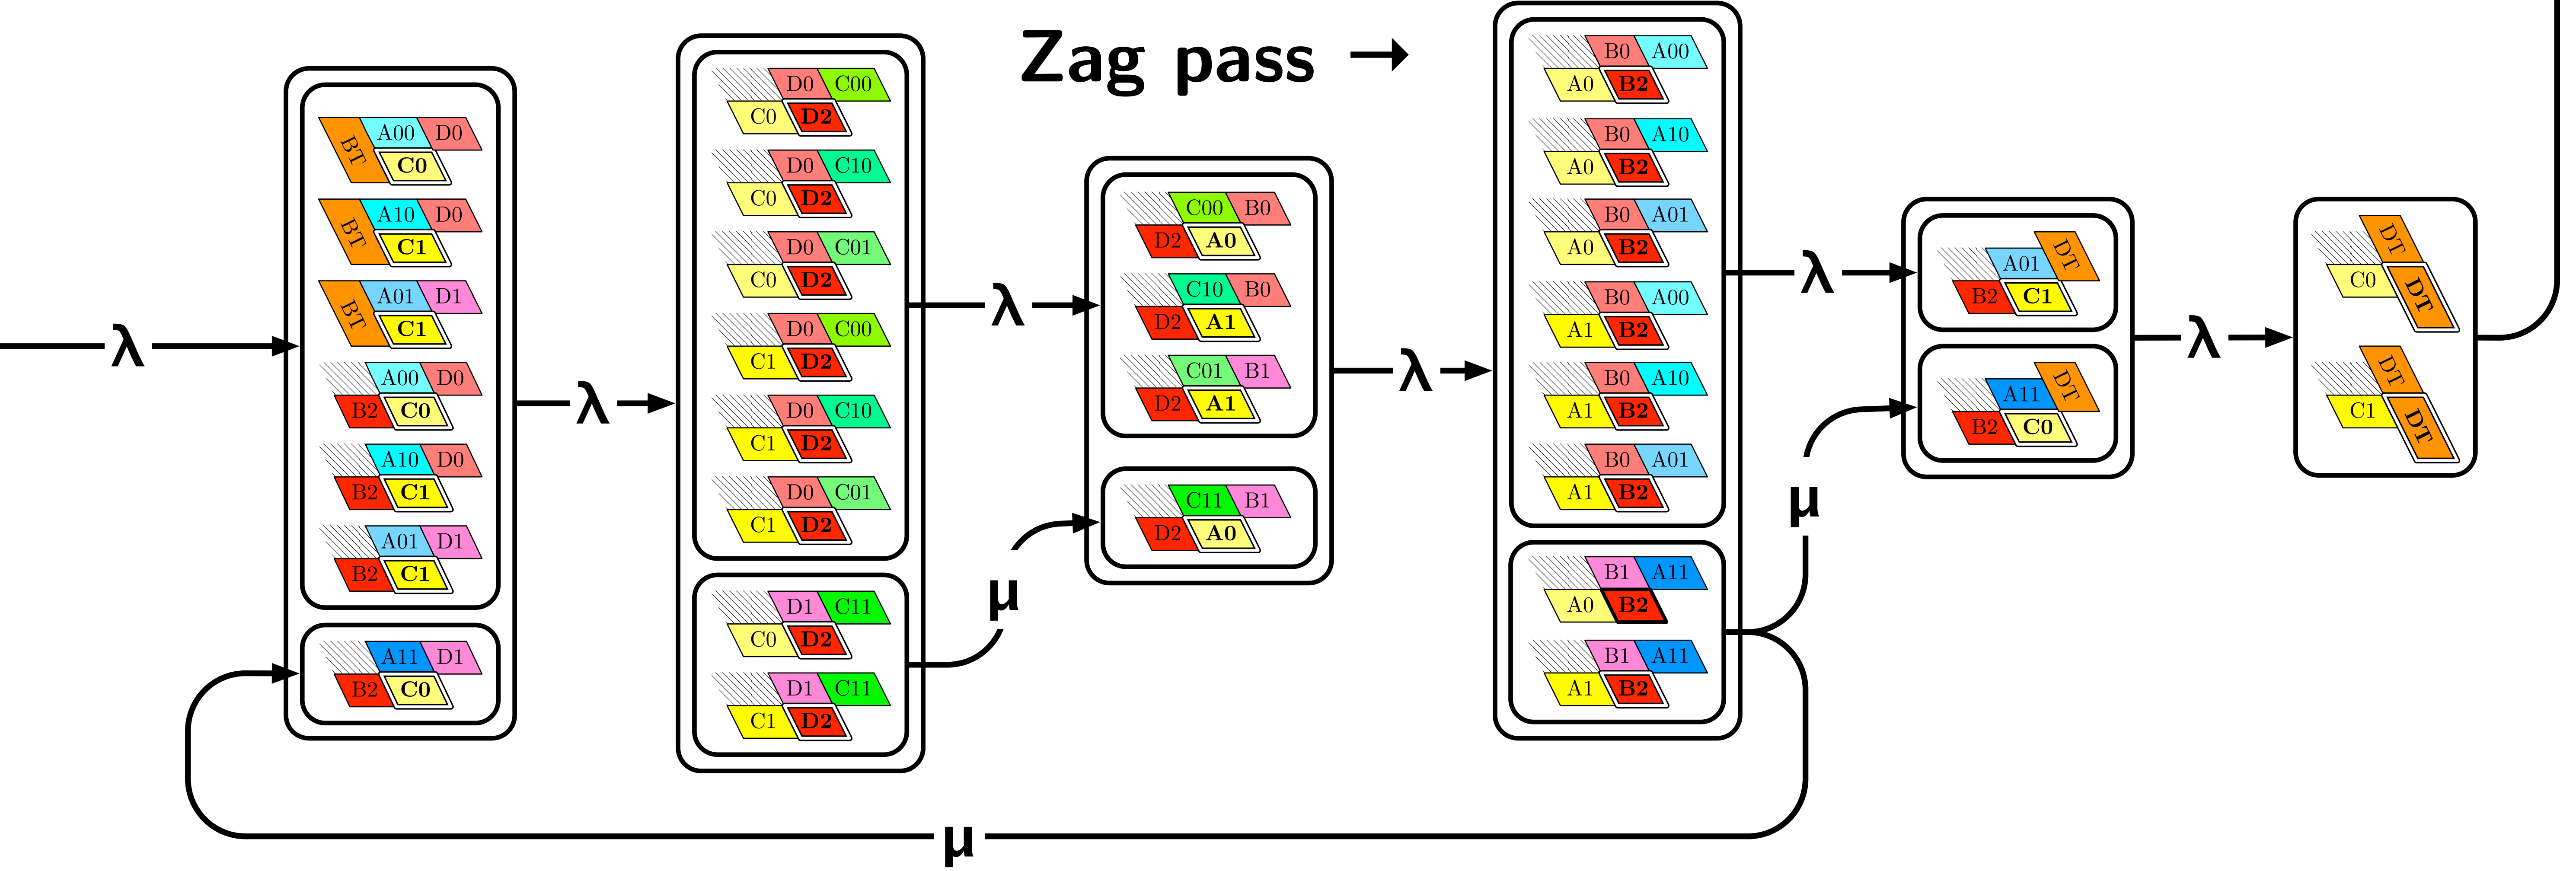 Zag pass →
λ
BT A00 D0
C0
BT A10 D0
C1
BT A01 D1
C1
A00 D0
B2 C0
A10 D0
B2 C1
A01 D1
B2 C1
A11 D1
B2 C0
λ
D0 C00
C0 D2
D0 C10
C0 D2
D0 C01
C0 D2
D0 C00
C1 D2
D0 C10
C1 D2
D0 C01
C1 D2
D1 C11
C0 D2
D1 C11
C1 D2
λ
μ
C00 B0
D2 A0
C10 B0
D2 A1
C01 B1
D2 A1
C11 B1
D2 A0
λ
B0 A00
A0 B2
B0 A10
A0 B2
B0 A01
A0 B2
B0 A00
A1 B2
B0 A10
A1 B2
B0 A01
A1 B2
B1 A11
A0 B2
B1 A11
A1 B2
λ
μ
μ
A01 DT
B2 C1
A11 DT
B2 C0
λ
DT
C0 DT
DT
C1 DT